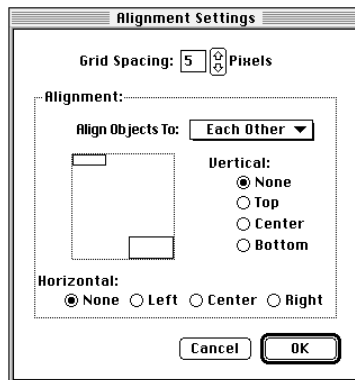 Alignment Settings
Grid Spacing: 5 Pixels
Alignment:
Align Objects To: Each Other
Vertical:
None
Top
Center
Bottom
Horizontal:
None Left Center Right
Cancel OK